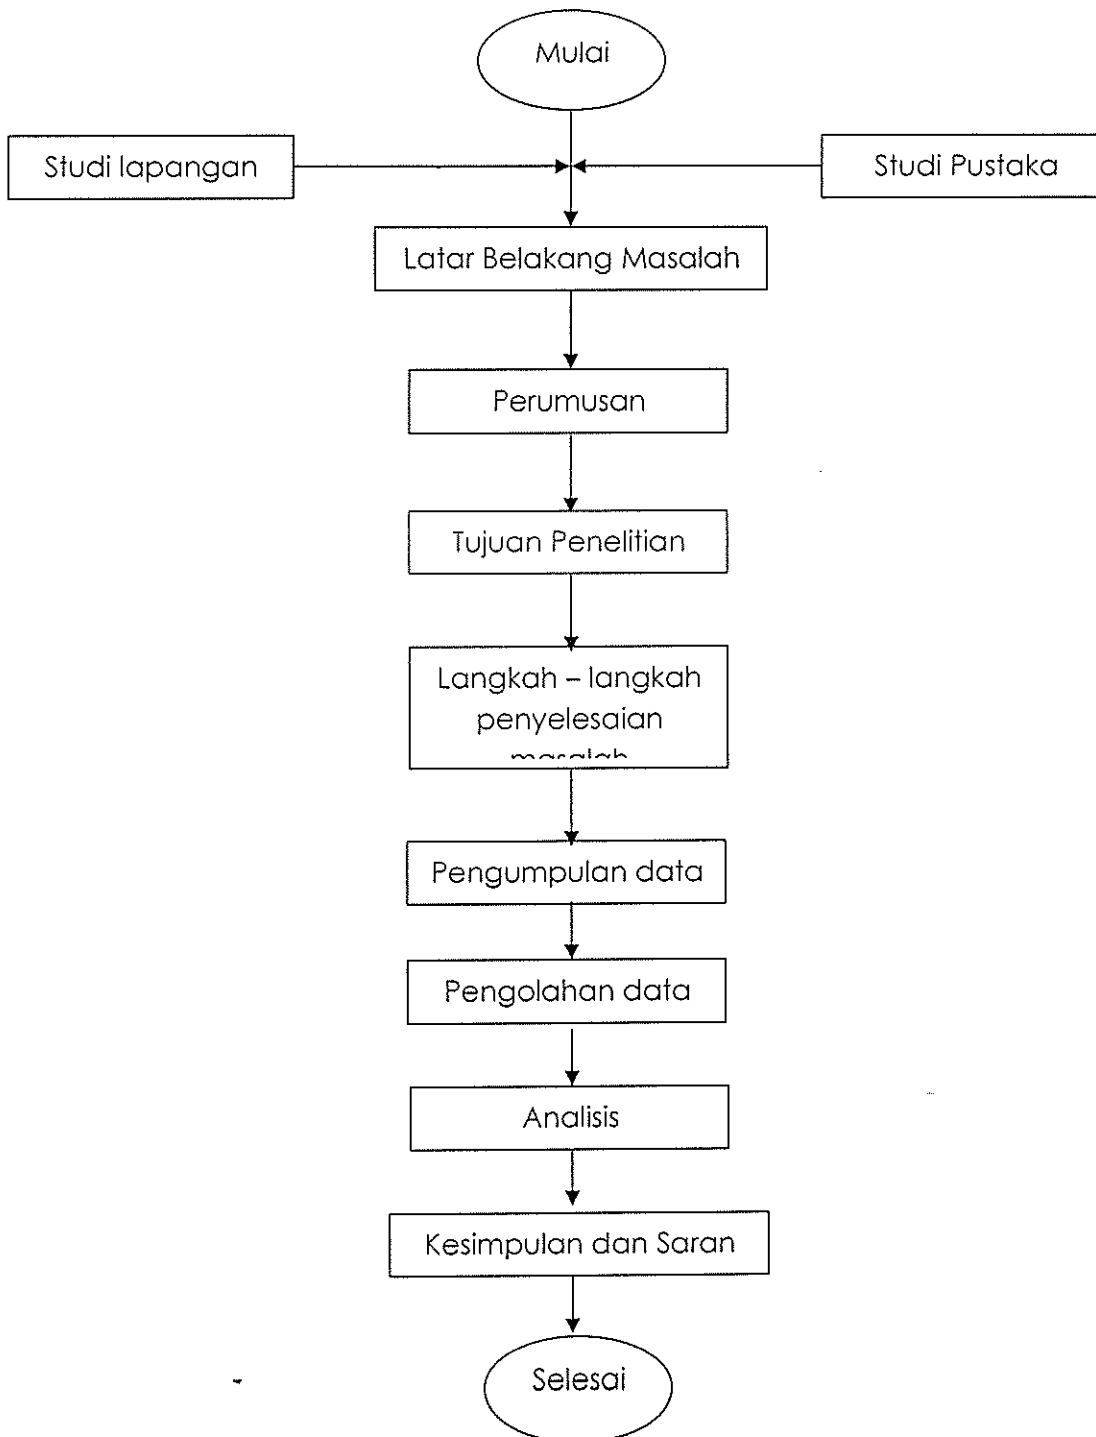 Mulai
Studi lapangan
Studi Pustaka
Latar Belakang Masalah
Perumusan
Tujuan Penelitian
Langkah – langkah
penyelesaian
Pengumpulan data
Pengolahan data
Analisis
Kesimpulan dan Saran
Selesai